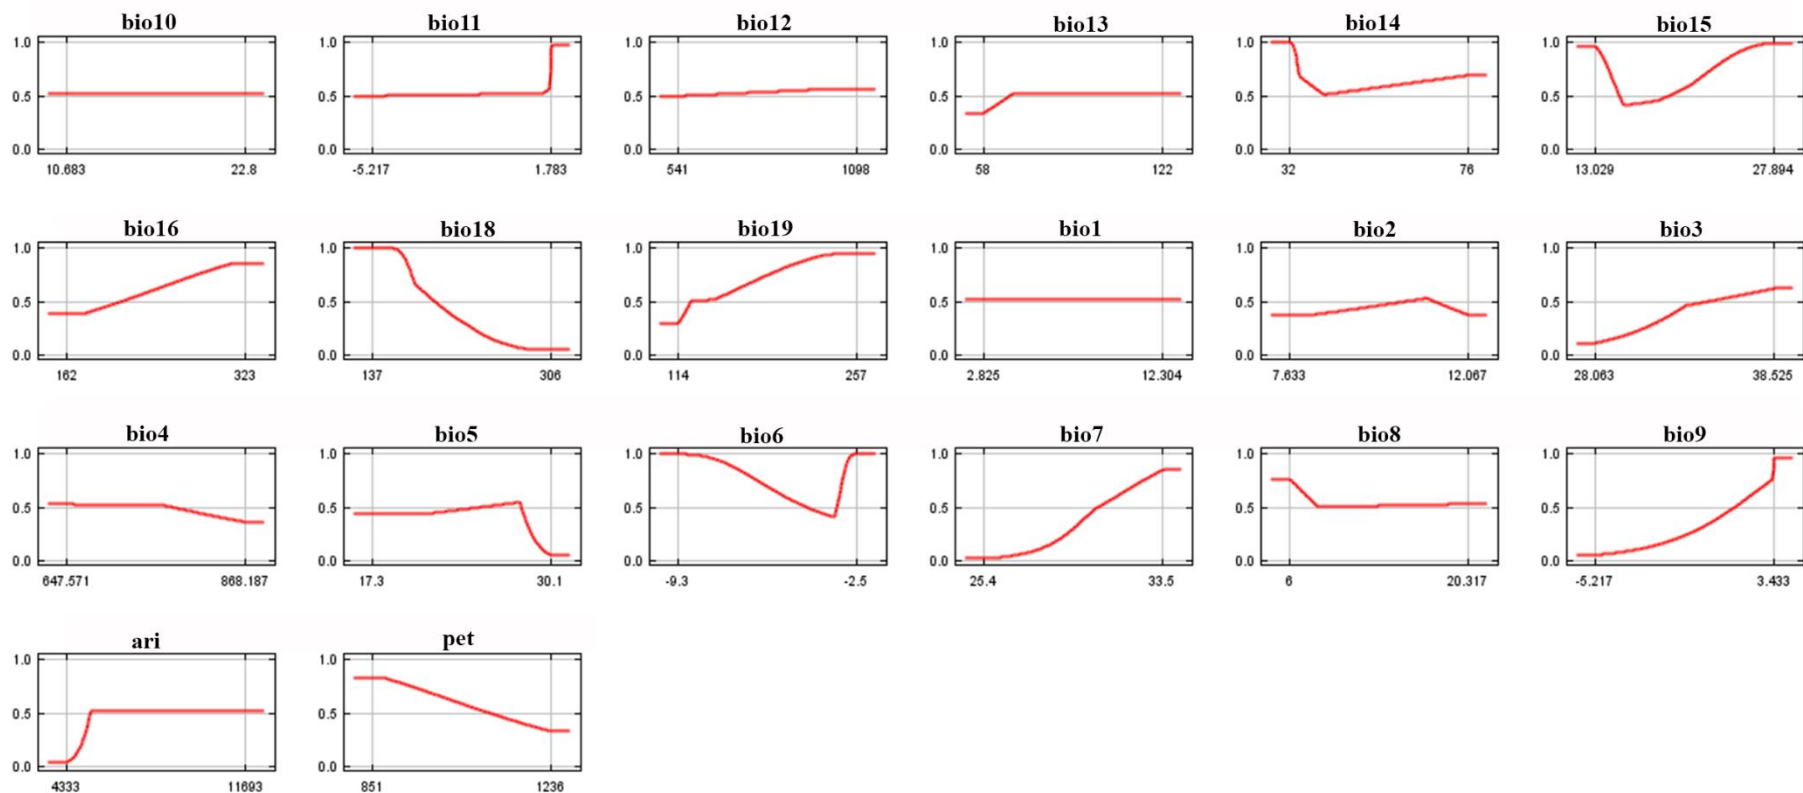 bio10 bio11 bio12 bio13 bio14 bio15
1.0 1.0 1.0 1.0 1.0 1.0
0.5 0.5 0.5 0.5 0.5 0.5
0.0 0.0 0.0 0.0 0.0 0.0
10.683 22.8 -5.217 1.783 541 1098 58 122 32 76 13.029 27.894
bio16 bio18 bio19 bio1 bio2 bio3
1.0 1.0 1.0 1.0 1.0 1.0
0.5 0.5 0.5 0.5 0.5 0.5
0.0 0.0 0.0 0.0 0.0 0.0
162 323 137 306 114 257 2.825 12.304 7.633 12.067 28.063 38.525
bio4 bio5 bio6 bio7 bio8 bio9
1.0 1.0 1.0 1.0 1.0 1.0
0.5 0.5 0.5 0.5 0.5 0.5
0.0 0.0 0.0 0.0 0.0 0.0
647.571 868.187 17.3 30.1 -9.3 -2.5 25.4 33.5 6 20.317 -5.217 3.433
ari pet
1.0 1.0
0.5 0.5
0.0 0.0
4333 11693 851 1236